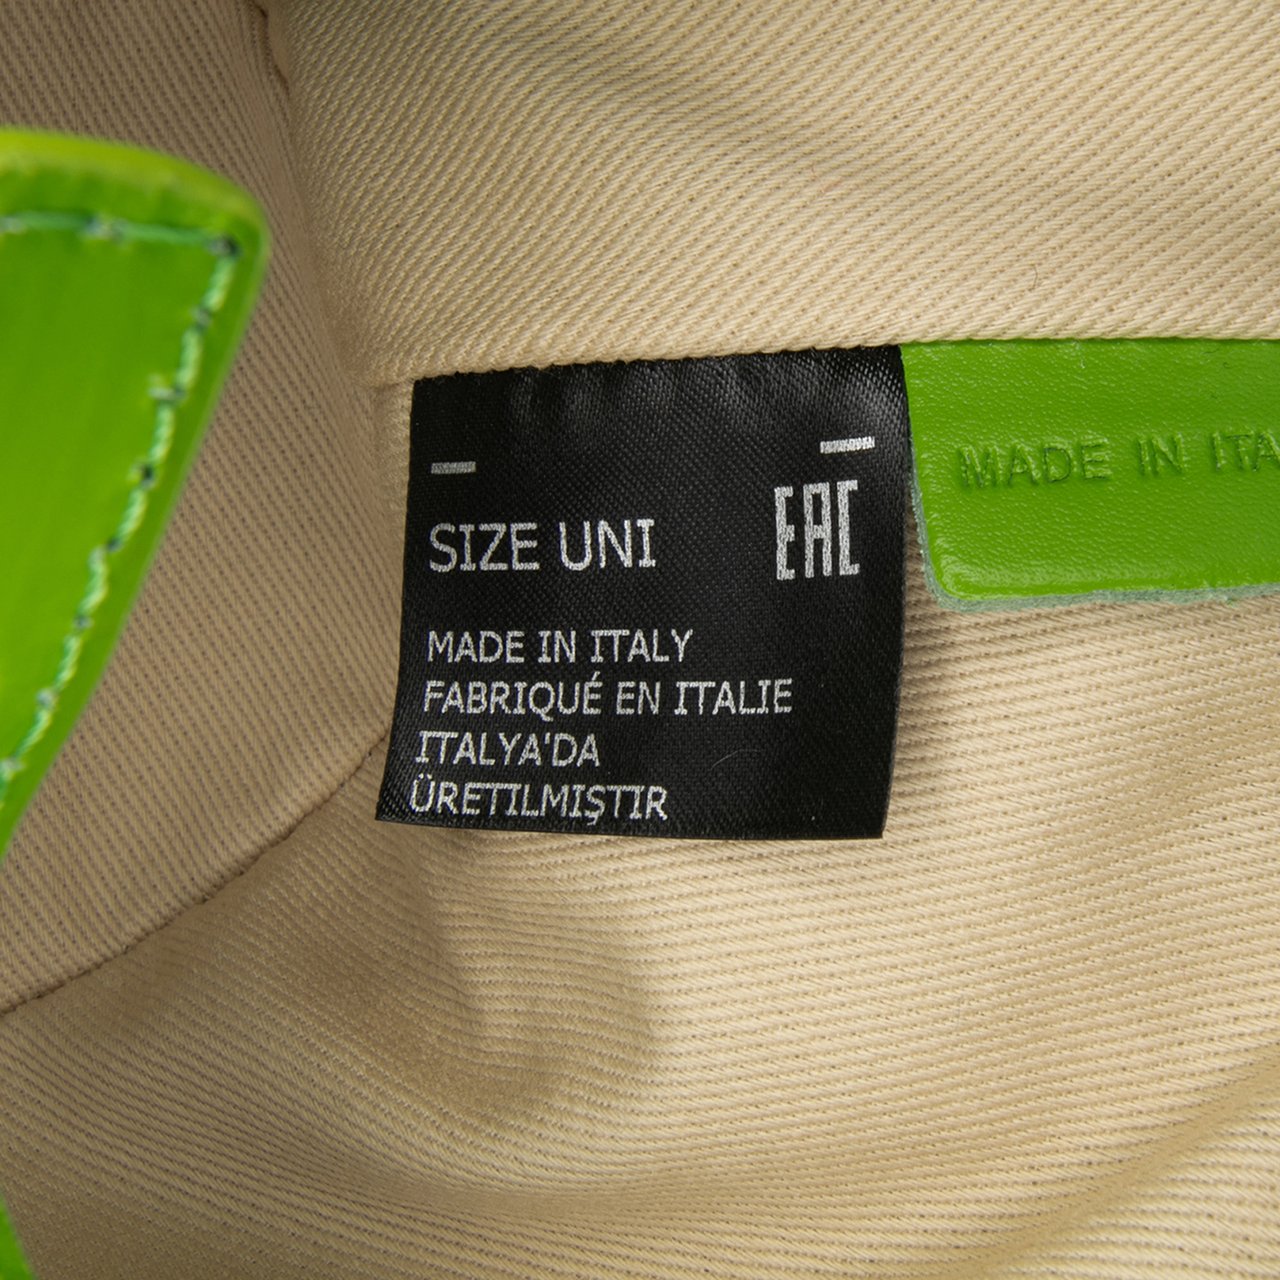 SIZE UNI
EAC
MADE IN ITALY
FABRIQUÉ EN ITALIE
ITALYA'DA
ÜRETILMIŞTIR
MADE IN ITA